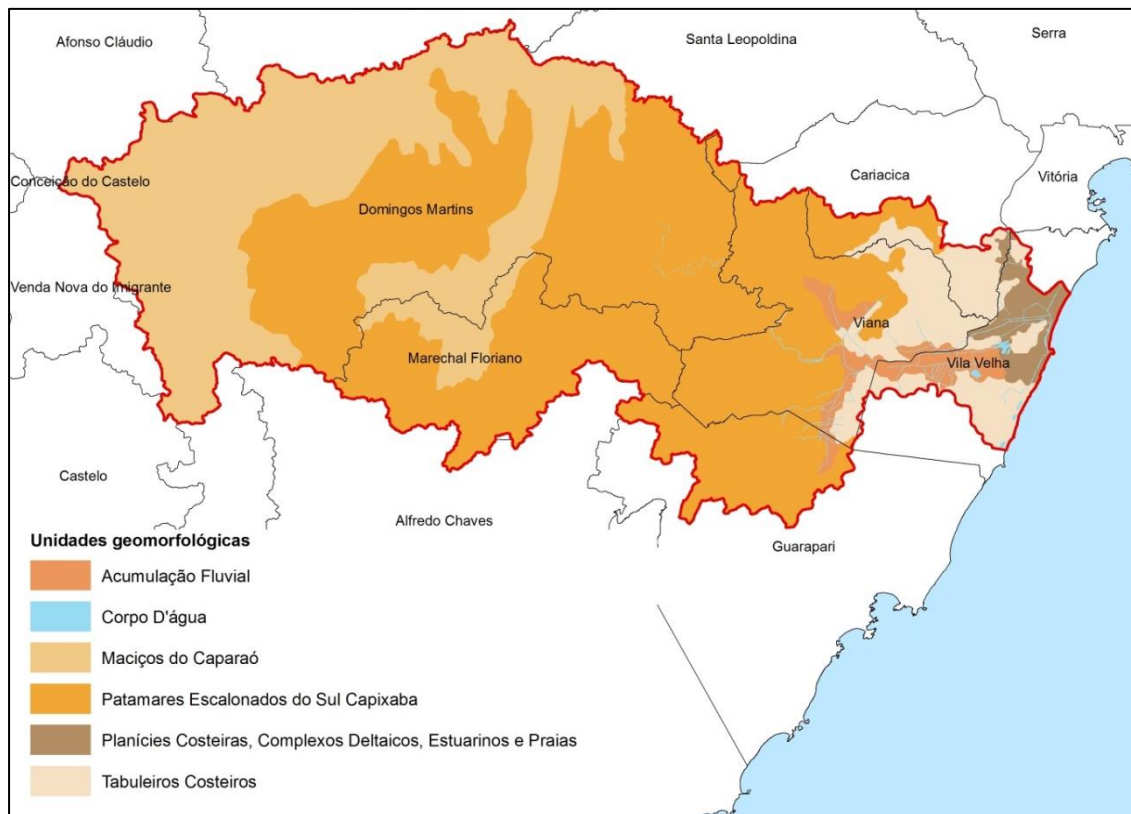 Afonso Cláudio
Santa Leopoldina
Serra
Conceição do Castelo
Cariacica
Vitória
Domingos Martins
Venda Nova do Imigrante
Viana
Marechal Floriano
Vila Velha
Castelo
Alfredo Chaves
Guarapari
Unidades geomorfológicas
Acumulação Fluvial
Corpo D'água
Maciços do Caparaó
Patamares Escalonados do Sul Capixaba
Planícies Costeiras, Complexos Deltaicos, Estuarinos e Praias
Tabuleiros Costeiros